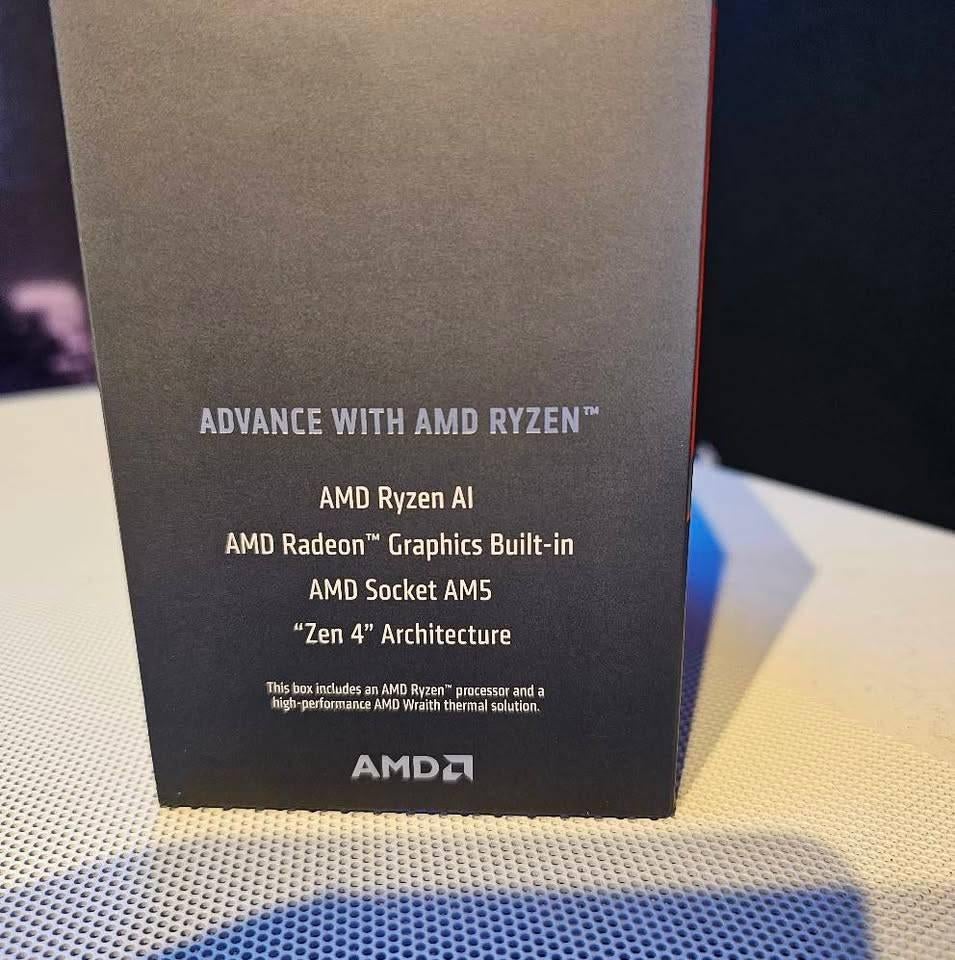 ADVANCE WITH AMD RYZEN™
AMD Ryzen AI
AMD Radeon™ Graphics Built-in
AMD Socket AM5
“Zen 4” Architecture
This box includes an AMD Ryzen™ processor and a
high-performance AMD Wraith thermal solution.
AMD